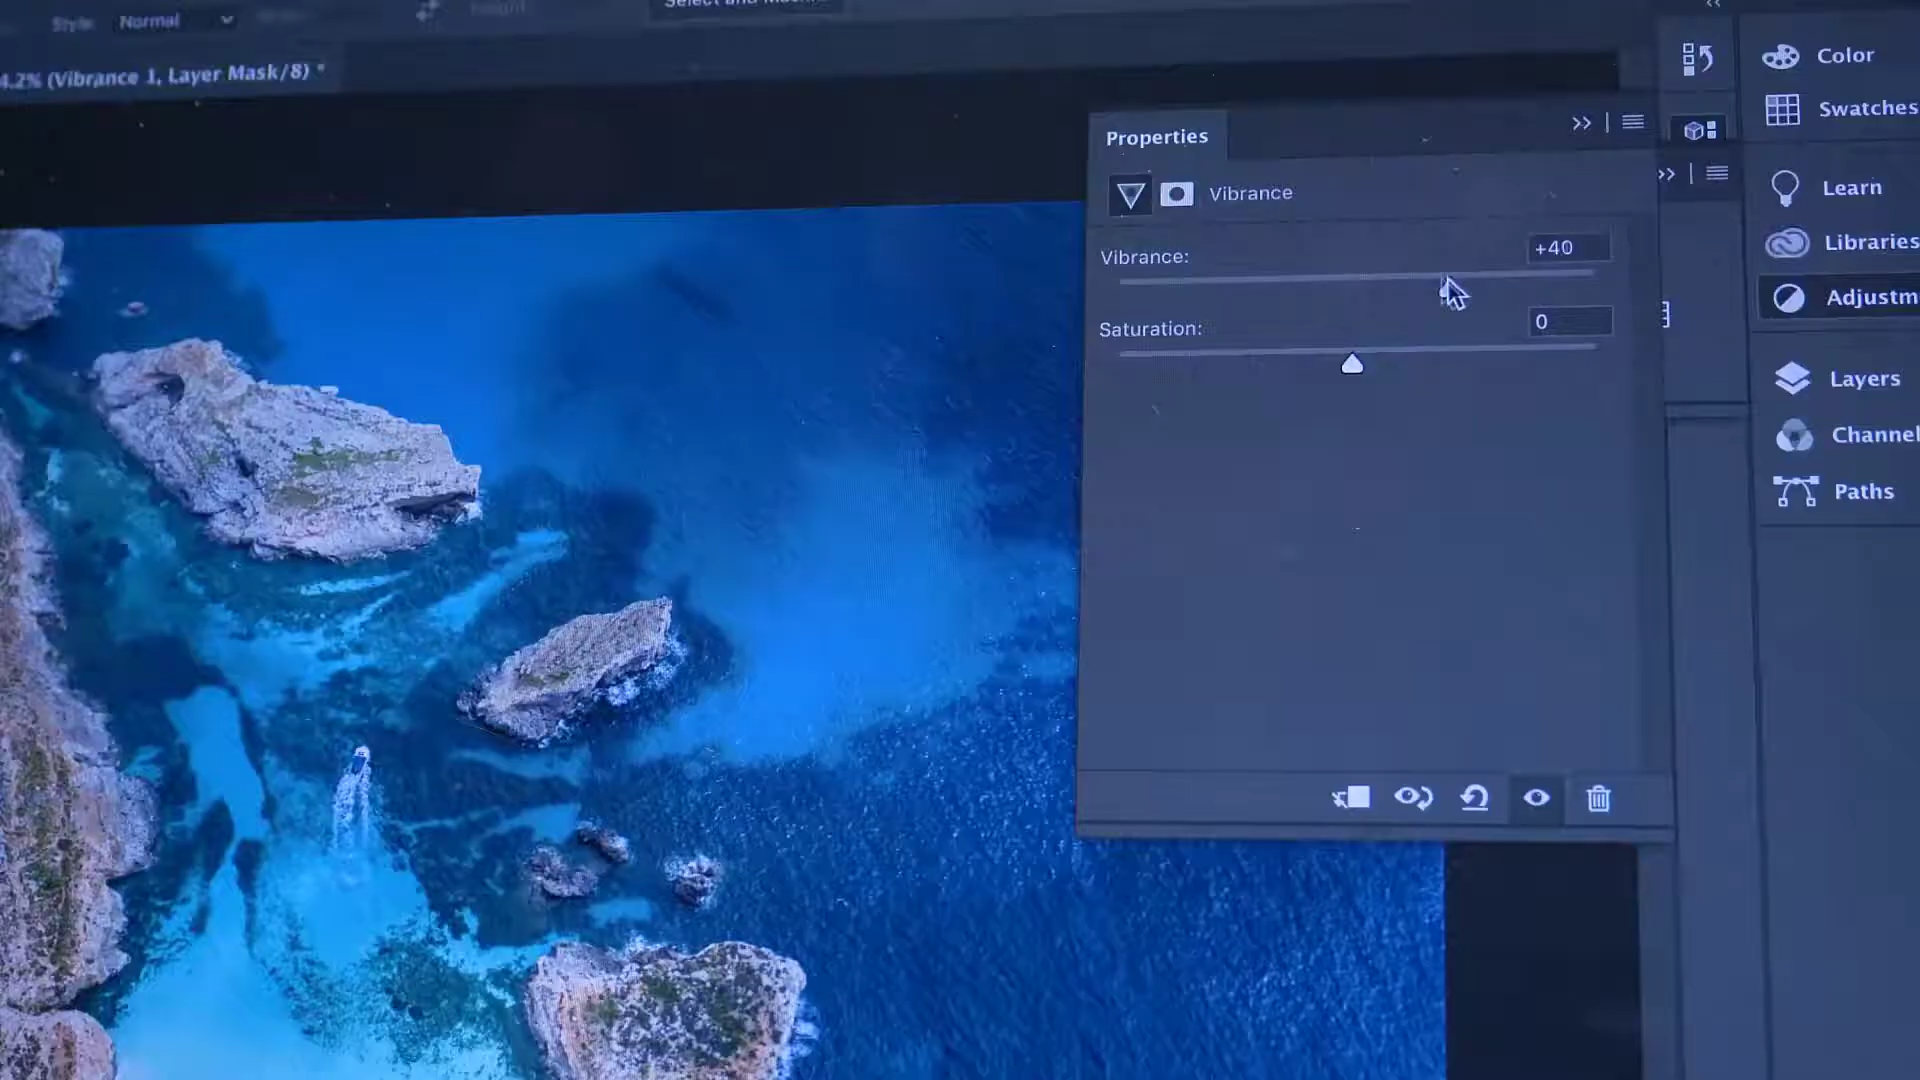 Style: Normal
4.2% (Vibrance 1, Layer Mask/8) *
Properties
Vibrance
Vibrance: +40
Saturation: 0
Color
Swatches
Learn
Libraries
Adjustm
Layers
Channel
Paths